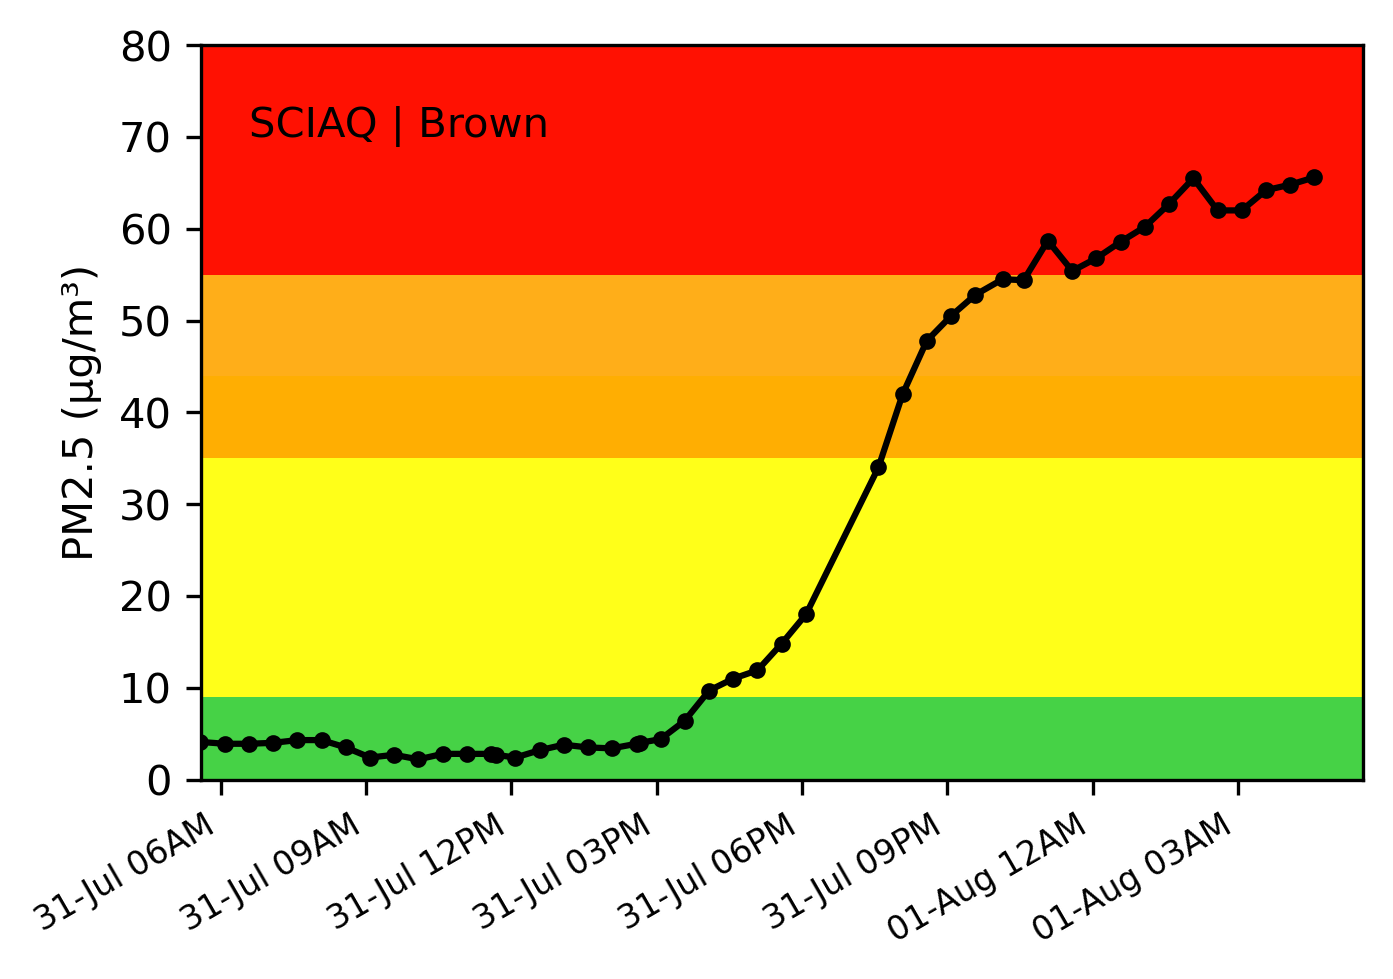 80
70
60
50
40
30
20
10
0
PM2.5 (µg/m³)
SCIAQ | Brown
31-Jul 06AM
31-Jul 09AM
31-Jul 12PM
31-Jul 03PM
31-Jul 06PM
31-Jul 09PM
01-Aug 12AM
01-Aug 03AM